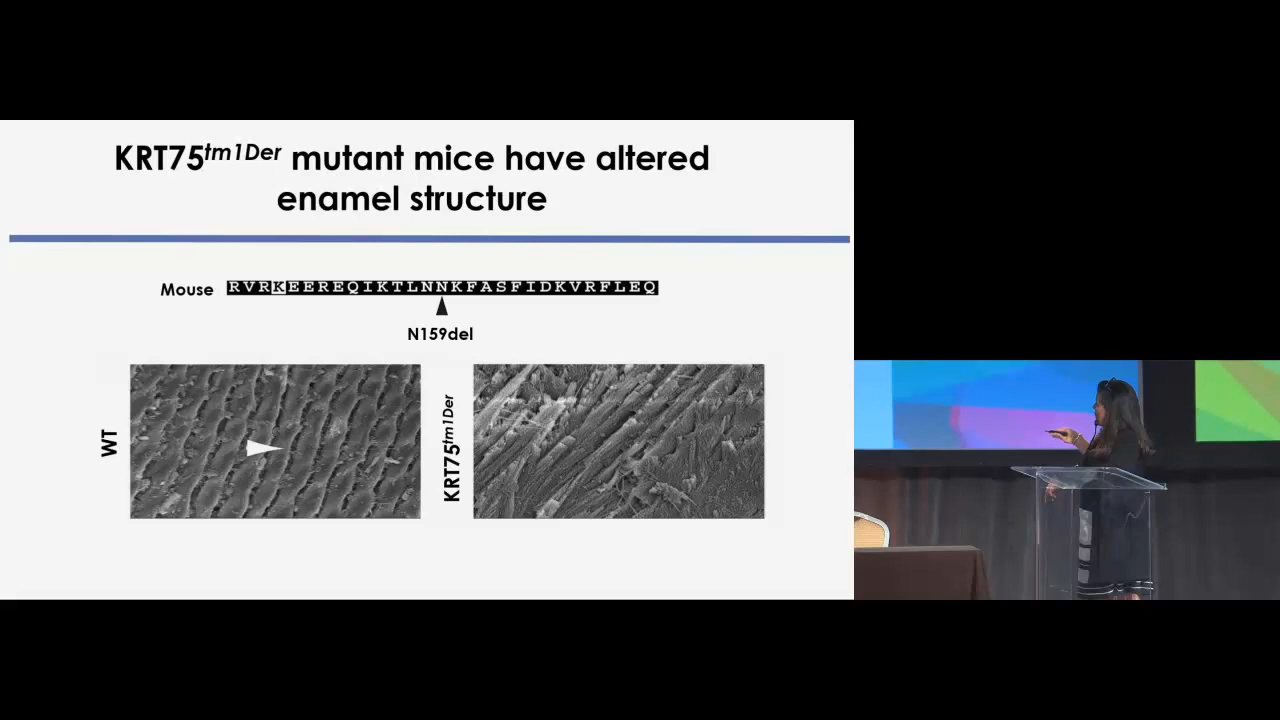 KRT75tm1Der mutant mice have altered
enamel structure
Mouse RVRKEEREQIKTLNNKFASFIDKVRFLEQ
N159del
WT
KRT75tm1Der